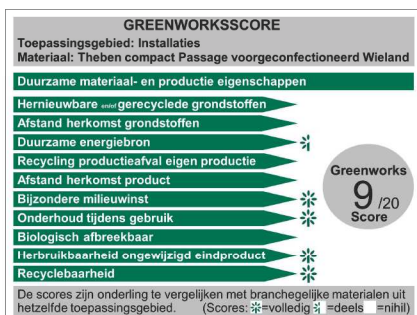 GREENWORKSSCORE
Toepassingsgebied: Installaties
Materiaal: Theben compact Passage voorgeconfectioneerd Wieland
Duurzame materiaal- en productie eigenschappen
Hernieuwbare en/of gerecyclede grondstoffen
Afstand herkomst grondstoffen
Duurzame energiebron
Recycling productieafval eigen productie
Afstand herkomst product
Bijzondere milieuwinst
Onderhoud tijdens gebruik
Biologisch afbreekbaar
Herbruikbaarheid ongewijzigd eindproduct
Recyclebaarheid
Greenworks
9/20
Score
De scores zijn onderling te vergelijken met branchegelijke materialen uit
hetzelfde toepassingsgebied. (Scores: =volledig =deels =nihil)